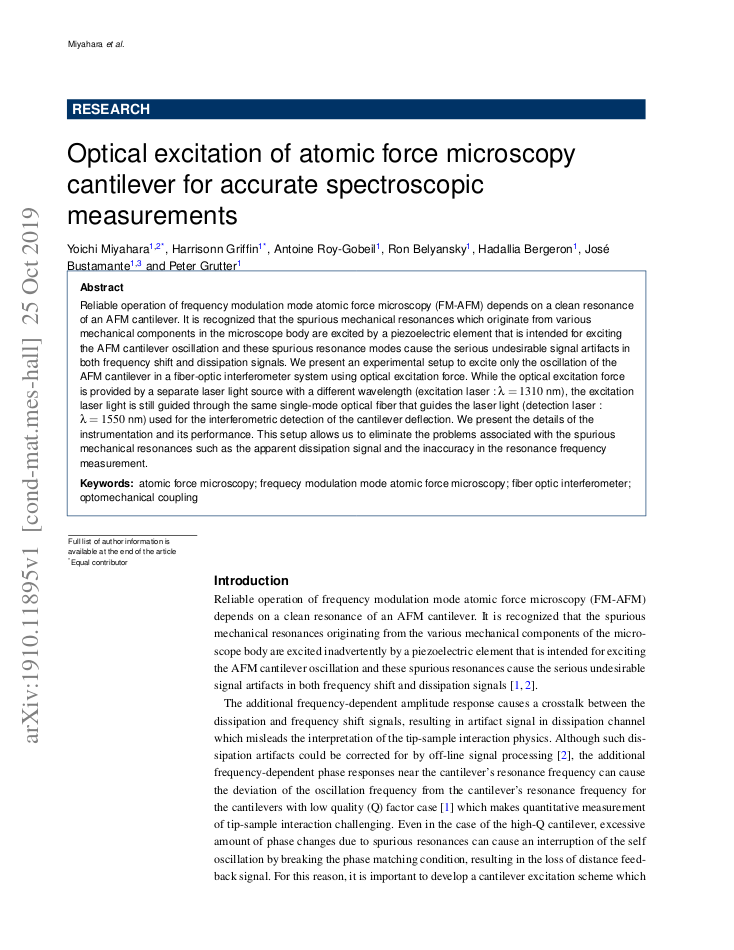 Miyahara et al.
RESEARCH
Optical excitation of atomic force microscopy
cantilever for accurate spectroscopic
measurements
Yoichi Miyahara1,2*, Harrisonn Griffin1*, Antoine Roy-Gobeil1, Ron Belyansky1, Hadallia Bergeron1, José
Bustamante1,3 and Peter Grutter1
Abstract
Reliable operation of frequency modulation mode atomic force microscopy (FM-AFM) depends on a clean resonance
of an AFM cantilever. It is recognized that the spurious mechanical resonances which originate from various
mechanical components in the microscope body are excited by a piezoelectric element that is intended for exciting
the AFM cantilever oscillation and these spurious resonance modes cause the serious undesirable signal artifacts in
both frequency shift and dissipation signals. We present an experimental setup to excite only the oscillation of the
AFM cantilever in a fiber-optic interferometer system using optical excitation force. While the optical excitation force
is provided by a separate laser light source with a different wavelength (excitation laser : λ = 1310 nm), the excitation
laser light is still guided through the same single-mode optical fiber that guides the laser light (detection laser :
λ = 1550 nm) used for the interferometric detection of the cantilever deflection. We present the details of the
instrumentation and its performance. This setup allows us to eliminate the problems associated with the spurious
mechanical resonances such as the apparent dissipation signal and the inaccuracy in the resonance frequency
measurement.
Keywords: atomic force microscopy; frequecy modulation mode atomic force microscopy; fiber optic interferometer;
optomechanical coupling
Full list of author information is
available at the end of the article
*Equal contributor
Introduction
Reliable operation of frequency modulation mode atomic force microscopy (FM-AFM)
depends on a clean resonance of an AFM cantilever. It is recognized that the spurious
mechanical resonances originating from the various mechanical components of the micro-
scope body are excited inadvertently by a piezoelectric element that is intended for exciting
the AFM cantilever oscillation and these spurious resonances cause the serious undesirable
signal artifacts in both frequency shift and dissipation signals [1, 2].
The additional frequency-dependent amplitude response causes a crosstalk between the
dissipation and frequency shift signals, resulting in artifact signal in dissipation channel
which misleads the interpretation of the tip-sample interaction physics. Although such dis-
sipation artifacts could be corrected for by off-line signal processing [2], the additional
frequency-dependent phase responses near the cantilever's resonance frequency can cause
the deviation of the oscillation frequency from the cantilever's resonance frequency for
the cantilevers with low quality (Q) factor case [1] which makes quantitative measurement
of tip-sample interaction challenging. Even in the case of the high-Q cantilever, excessive
amount of phase changes due to spurious resonances can cause an interruption of the self
oscillation by breaking the phase matching condition, resulting in the loss of distance feed-
back signal. For this reason, it is important to develop a cantilever excitation scheme which
arXiv:1910.11895v1 [cond-mat.mes-hall] 25 Oct 2019